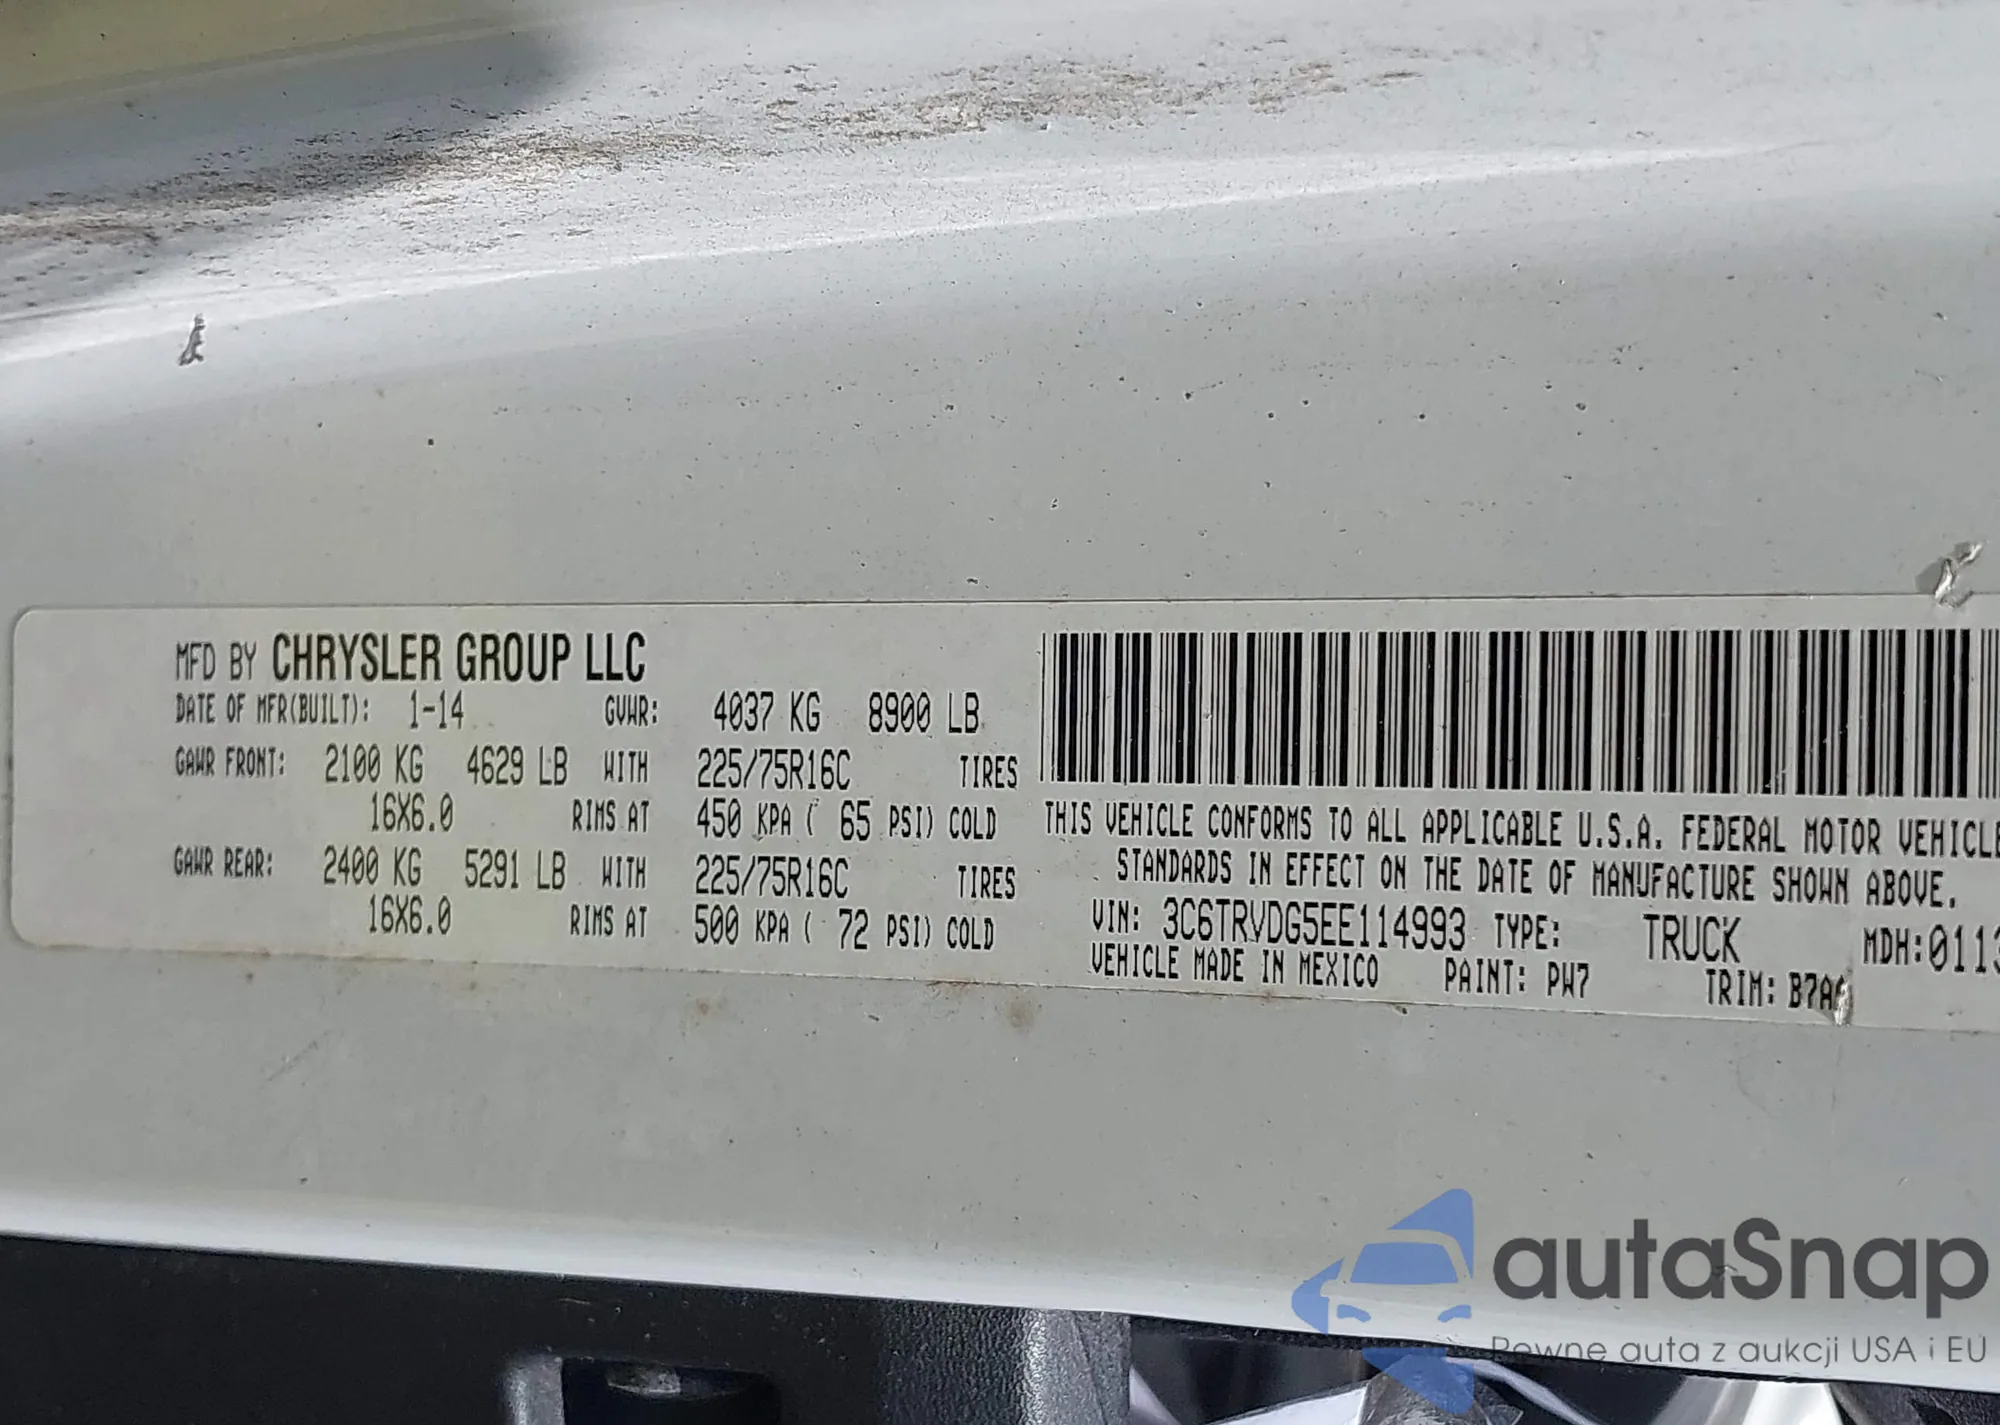 MFD BY CHRYSLER GROUP LLC
DATE OF MFR(BUILT): 1-14 GVWR: 4037 KG 8900 LB
GAWR FRONT: 2100 KG 4629 LB WITH 225/75R16C TIRES
16X6.0 RIMS AT 450 KPA ( 65 PSI) COLD
GAWR REAR: 2400 KG 5291 LB WITH 225/75R16C TIRES
16X6.0 RIMS AT 500 KPA ( 72 PSI) COLD
THIS VEHICLE CONFORMS TO ALL APPLICABLE U.S.A. FEDERAL MOTOR VEHICLE
STANDARDS IN EFFECT ON THE DATE OF MANUFACTURE SHOWN ABOVE.
VIN: 3C6TRVDG5EE114993 TYPE: TRUCK MDH:0113
VEHICLE MADE IN MEXICO PAINT: PW7 TRIM: B7A
autaSnap
Pewne auta z aukcji USA i EU